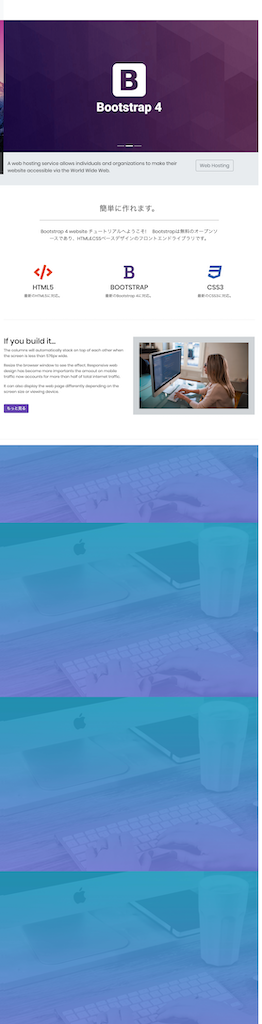 B
Bootstrap 4
A web hosting service allows individuals and organizations to make their
website accessible via the World Wide Web.
Web Hosting
簡単に作れます。
Bootstrap 4 website チュートリアルへようこそ! Bootstrapは無料のオープンソ
ースであり、HTML&CSSベースデザインのフロントエンドライブラリです。
HTML5
最新のHTMLに対応。
B
BOOTSTRAP
最新のBootstrapに対応。
CSS3
最新のCSSに対応。
If you build it...
The columns will automatically stack on top of each other when
the screen is less than 576px wide.
Resize the browser window to see the effect. Responsive web
design has become more importants the amount on mobile
traffic now accounts for more than half of total internet traffic.
It can also display the web page differently depending on the
screen size or viewing device.
もっと見る